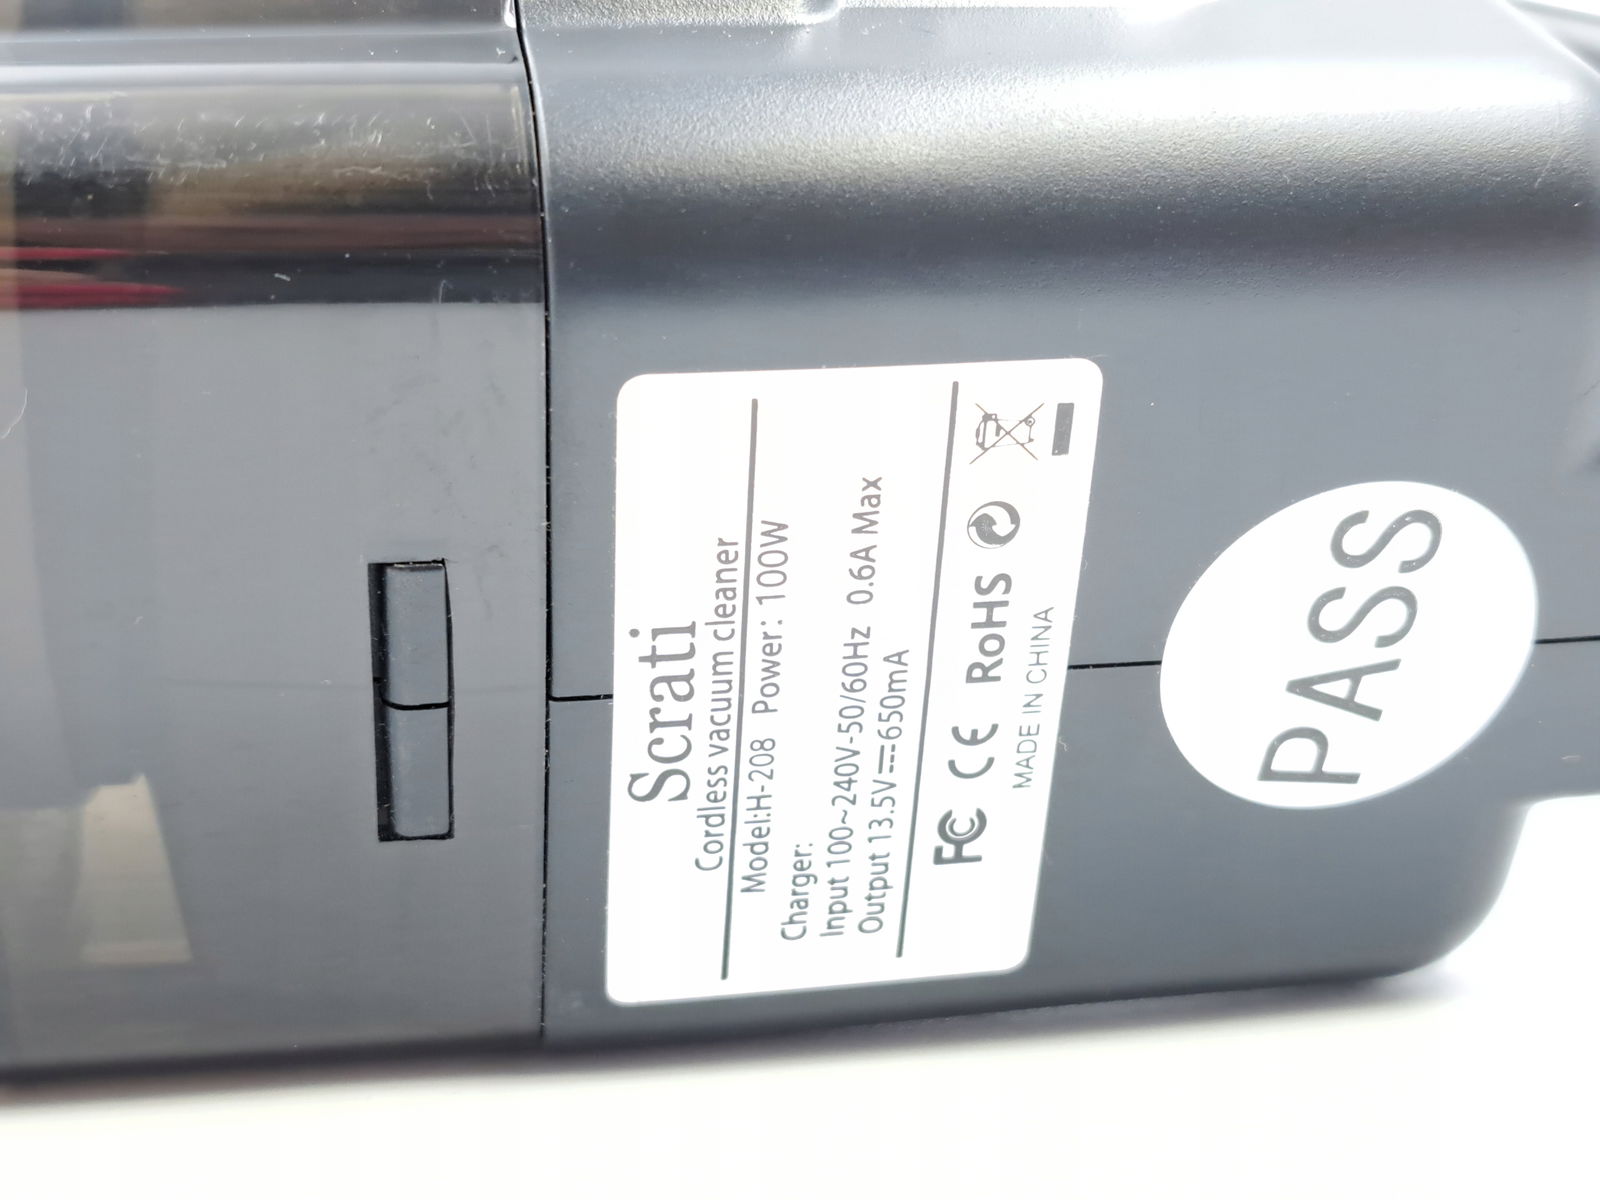 Scrati
Cordless vacuum cleaner
Model:H-208 Power: 100W
Charger:
Input 100~240V-50/60Hz 0.6A Max
Output 13.5V⎓650mA
FC CE RoHS
MADE IN CHINA
PASS